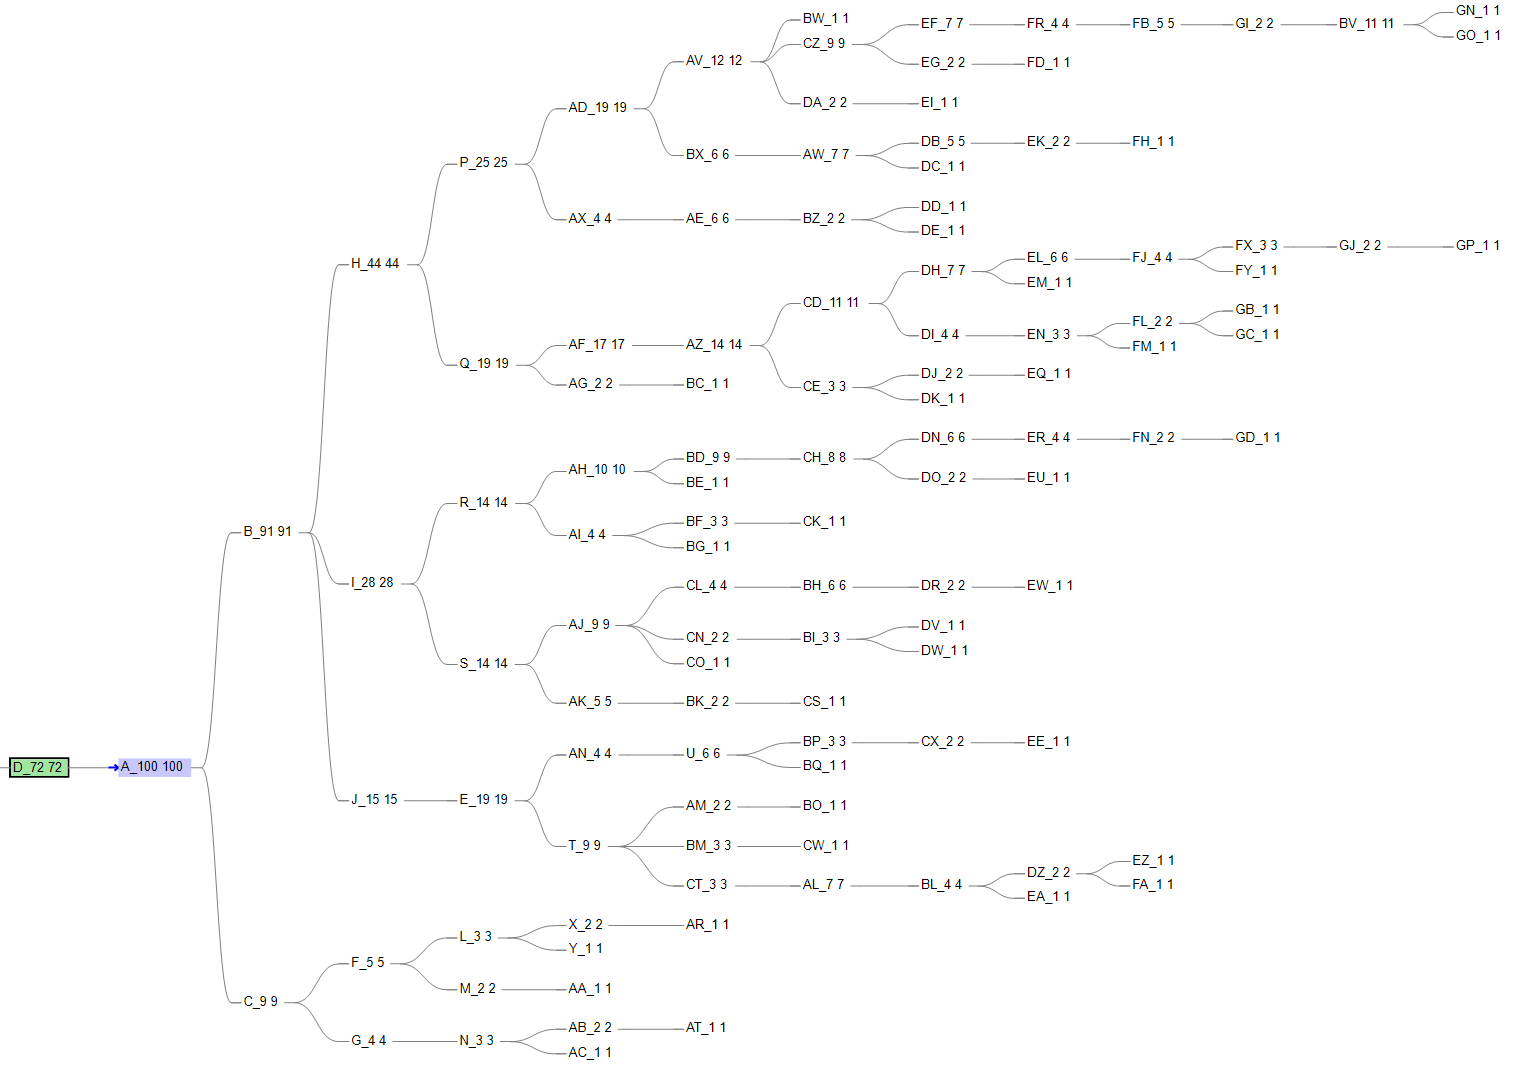 GN_1 1
BW_1 1
EF_7 7
FR_4 4
FB_5 5
GI_2 2
BV_11 11
GO_1 1
CZ_9 9
AV_12 12
EG_2 2
FD_1 1
DA_2 2
EI_1 1
AD_19 19
DB_5 5
EK_2 2
FH_1 1
BX_6 6
AW_7 7
P_25 25
DC_1 1
DD_1 1
AX_4 4
AE_6 6
BZ_2 2
DE_1 1
FX_3 3
GJ_2 2
GP_1 1
EL_6 6
FJ_4 4
H_44 44
DH_7 7
FY_1 1
EM_1 1
CD_11 11
GB_1 1
FL_2 2
DI_4 4
EN_3 3
GC_1 1
AF_17 17
AZ_14 14
FM_1 1
Q_19 19
DJ_2 2
EQ_1 1
AG_2 2
BC_1 1
CE_3 3
DK_1 1
DN_6 6
ER_4 4
FN_2 2
GD_1 1
BD_9 9
CH_8 8
AH_10 10
DO_2 2
EU_1 1
BE_1 1
R_14 14
BF_3 3
CK_1 1
B_91 91
AI_4 4
BG_1 1
I_28 28
CL_4 4
BH_6 6
DR_2 2
EW_1 1
AJ_9 9
DV_1 1
CN_2 2
BI_3 3
DW_1 1
S_14 14
CO_1 1
AK_5 5
BK_2 2
CS_1 1
BP_3 3
CX_2 2
EE_1 1
AN_4 4
U_6 6
D_72 72
A_100 100
BQ_1 1
J_15 15
E_19 19
AM_2 2
BO_1 1
T_9 9
BM_3 3
CW_1 1
EZ_1 1
DZ_2 2
CT_3 3
AL_7 7
BL_4 4
FA_1 1
EA_1 1
X_2 2
AR_1 1
L_3 3
Y_1 1
F_5 5
M_2 2
AA_1 1
C_9 9
AB_2 2
AT_1 1
G_4 4
N_3 3
AC_1 1